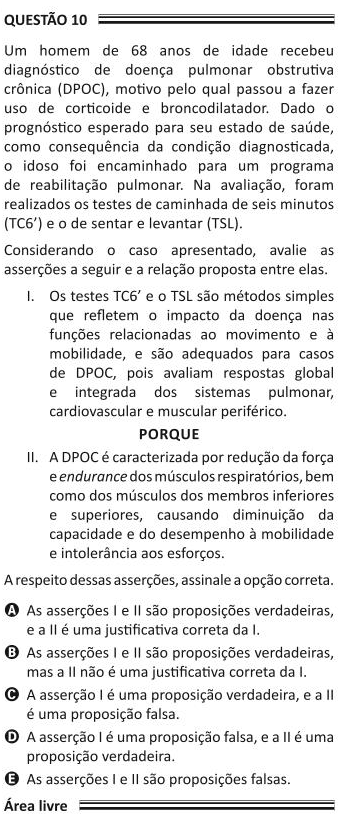 QUESTÃO 10
Um homem de 68 anos de idade recebeu
diagnóstico de doença pulmonar obstrutiva
crônica (DPOC), motivo pelo qual passou a fazer
uso de corticoide e broncodilatador. Dado o
prognóstico esperado para seu estado de saúde,
como consequência da condição diagnosticada,
o idoso foi encaminhado para um programa
de reabilitação pulmonar. Na avaliação, foram
realizados os testes de caminhada de seis minutos
(TC6’) e o de sentar e levantar (TSL).
Considerando o caso apresentado, avalie as
asserções a seguir e a relação proposta entre elas.
I. Os testes TC6’ e o TSL são métodos simples
que refletem o impacto da doença nas
funções relacionadas ao movimento e à
mobilidade, e são adequados para casos
de DPOC, pois avaliam respostas global
e integrada dos sistemas pulmonar,
cardiovascular e muscular periférico.
PORQUE
II. A DPOC é caracterizada por redução da força
e endurance dos músculos respiratórios, bem
como dos músculos dos membros inferiores
e superiores, causando diminuição da
capacidade e do desempenho à mobilidade
e intolerância aos esforços.
A respeito dessas asserções, assinale a opção correta.
A As asserções I e II são proposições verdadeiras,
e a II é uma justificativa correta da I.
B As asserções I e II são proposições verdadeiras,
mas a II não é uma justificativa correta da I.
C A asserção I é uma proposição verdadeira, e a II
é uma proposição falsa.
D A asserção I é uma proposição falsa, e a II é uma
proposição verdadeira.
E As asserções I e II são proposições falsas.
Área livre